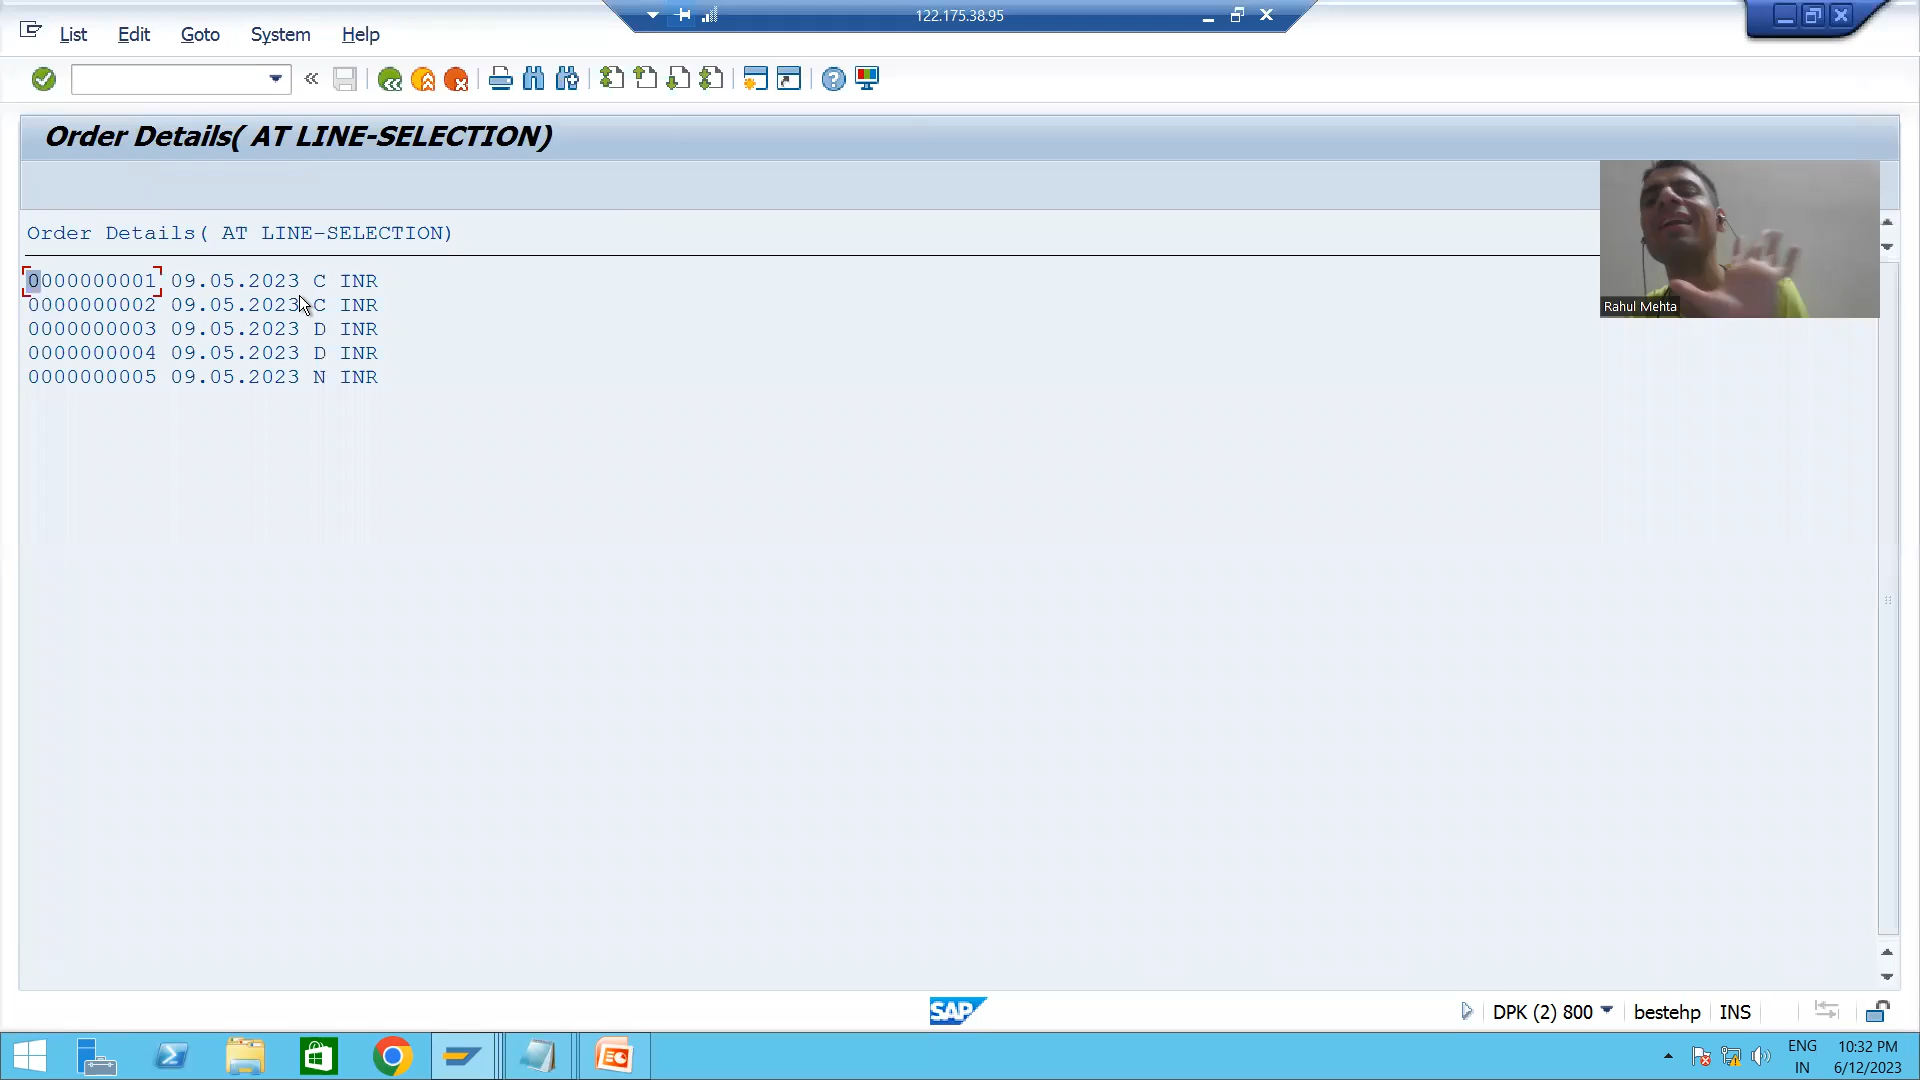 122.175.38.95
List Edit Goto System Help
Order Details( AT LINE-SELECTION)
Order Details( AT LINE-SELECTION)
0000000001 09.05.2023 C INR
0000000002 09.05.2023 C INR
0000000003 09.05.2023 D INR
0000000004 09.05.2023 D INR
0000000005 09.05.2023 N INR
Rahul Mehta
SAP
DPK (2) 800 bestehp INS
ENG 10:32 PM
IN 6/12/2023